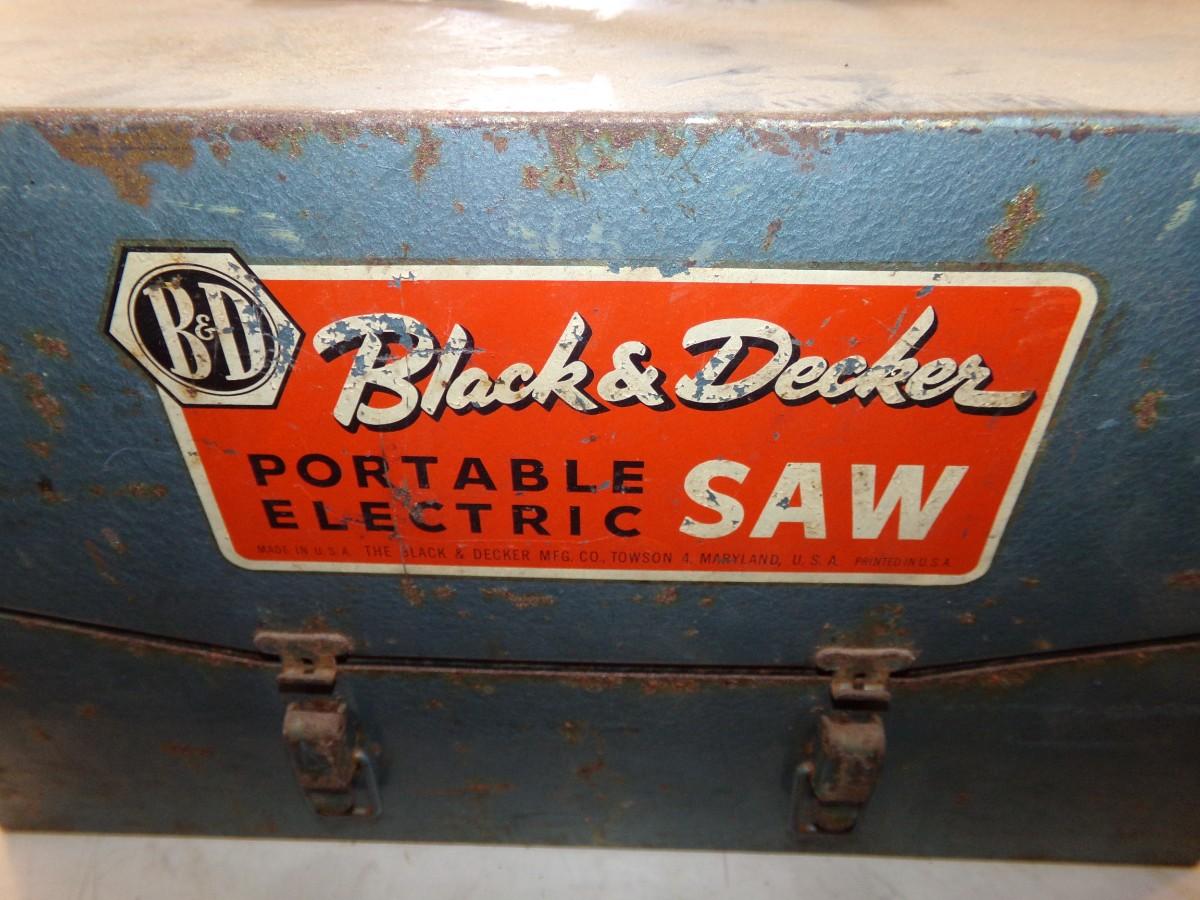 B&D
Black & Decker
PORTABLE
ELECTRIC SAW
MADE IN U.S.A. THE BLACK & DECKER MFG. CO., TOWSON 4, MARYLAND, U.S.A. PRINTED IN U.S.A.